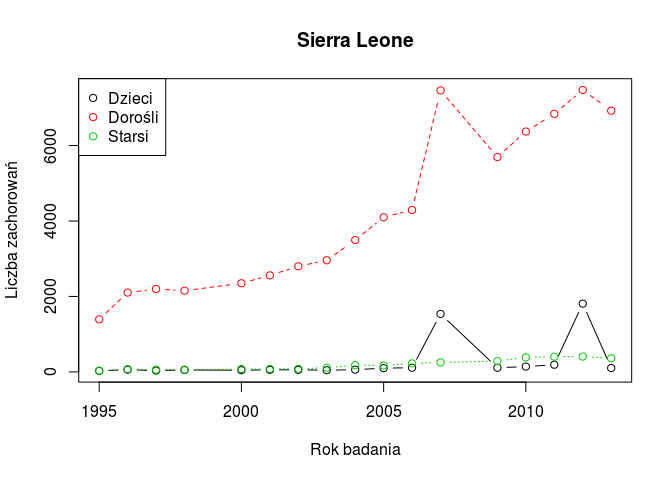 Sierra Leone
Dzieci
Dorośli
Starsi
Liczba zachorowań
6000
4000
2000
0
1995
2000
2005
2010
Rok badania